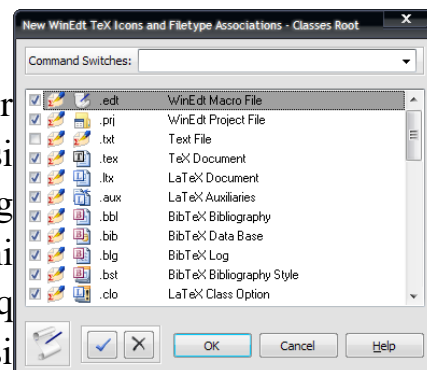 New WinEdt TeX Icons and Filetype Associations - Classes Root X
Command Switches:
.edt WinEdt Macro File
.prj WinEdt Project File
.txt Text File
.tex TeX Document
.ltx LaTeX Document
.aux LaTeX Auxiliaries
.bbl BibTeX Bibliography
.bib BibTeX Data Base
.blg BibTeX Log
.bst BibTeX Bibliography Style
.clo LaTeX Class Option
OK Cancel Help